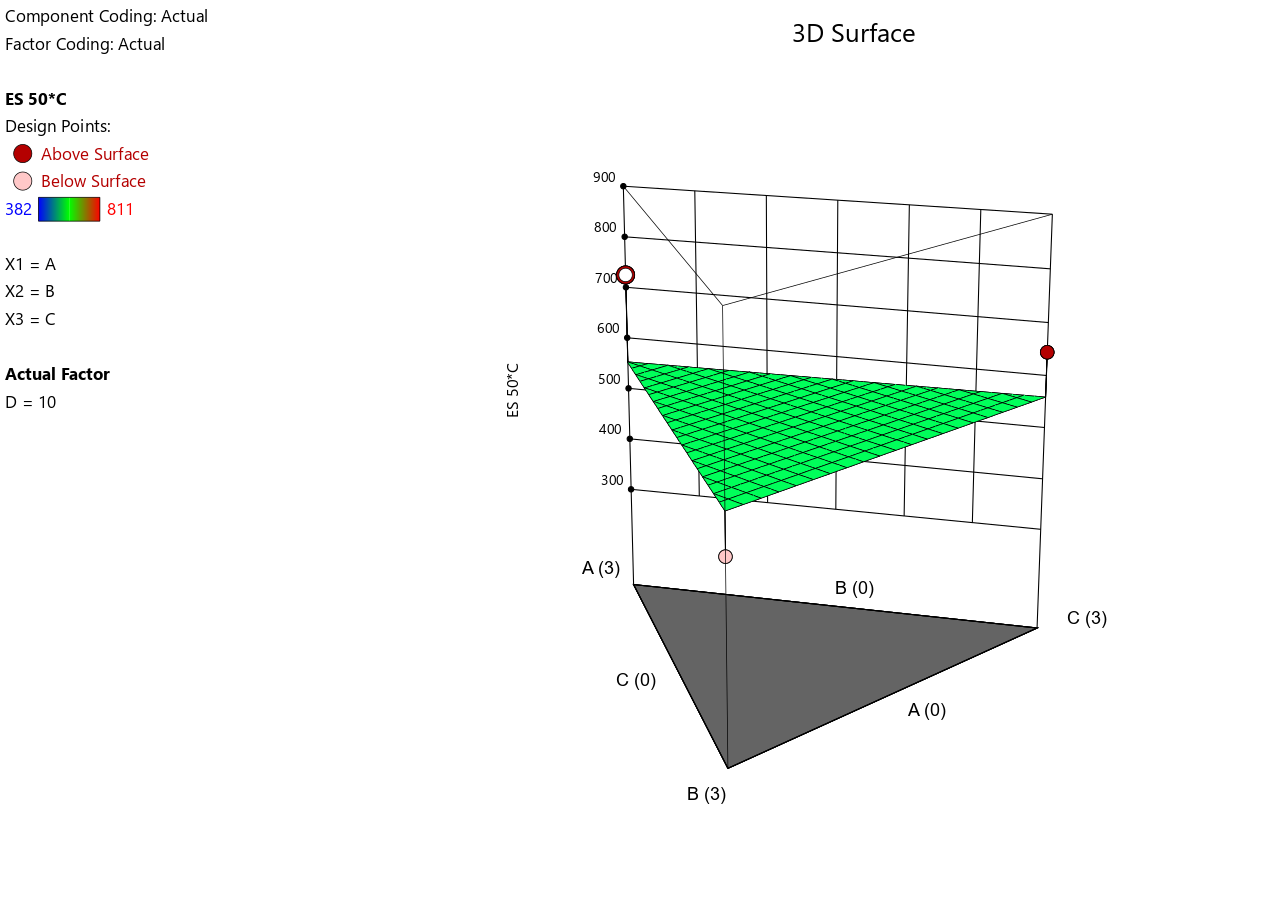 Component Coding: Actual
Factor Coding: Actual
3D Surface
ES 50*C
Design Points:
Above Surface
Below Surface
382 811
X1 = A
X2 = B
X3 = C
Actual Factor
D = 10
ES 50*C
900
800
700
600
500
400
300
A (3)
B (0)
C (3)
C (0)
A (0)
B (3)